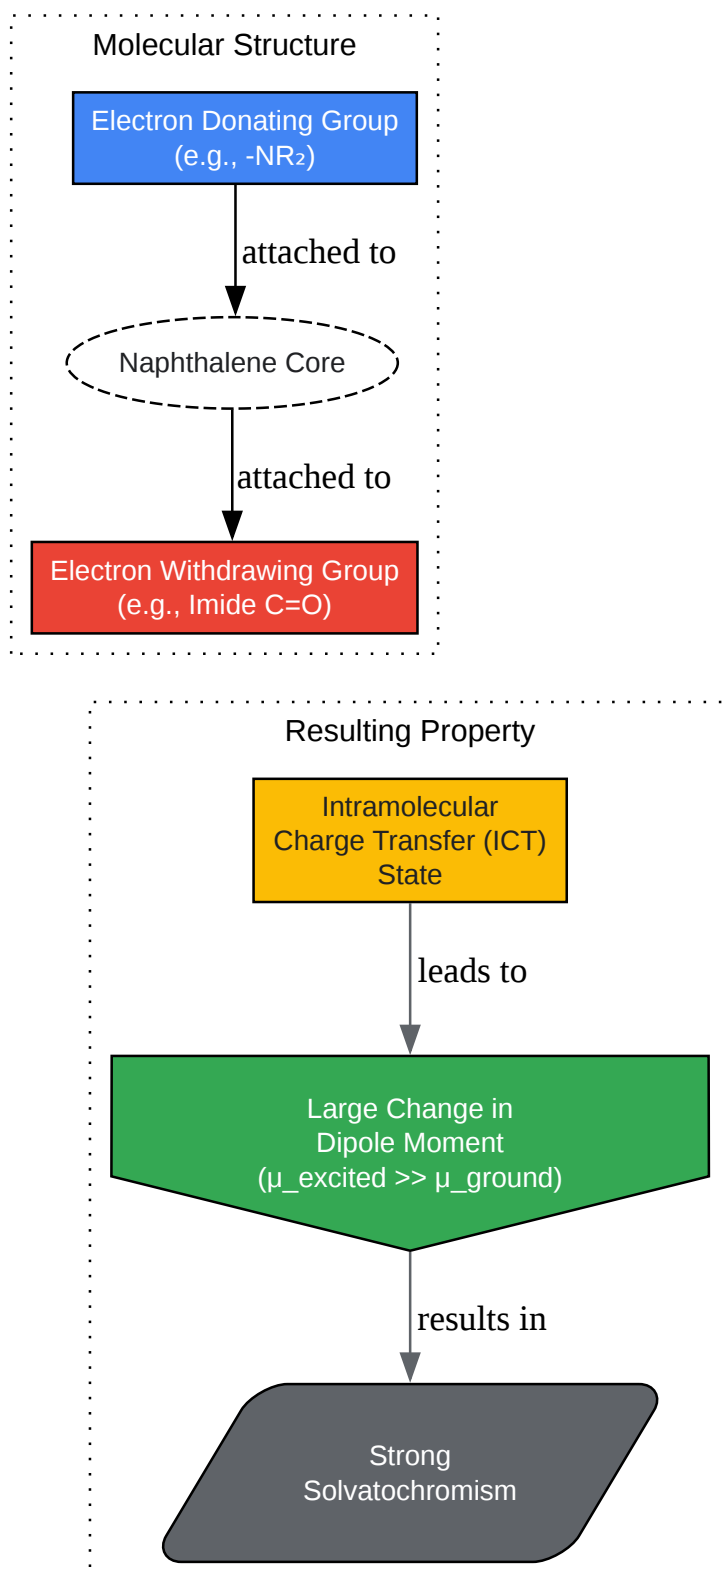 Molecular Structure
Electron Donating Group
(e.g., -NR₂)
attached to
Naphthalene Core
attached to
Electron Withdrawing Group
(e.g., Imide C=O)
Resulting Property
Intramolecular
Charge Transfer (ICT)
State
leads to
Large Change in
Dipole Moment
(μ_excited >> μ_ground)
results in
Strong
Solvatochromism